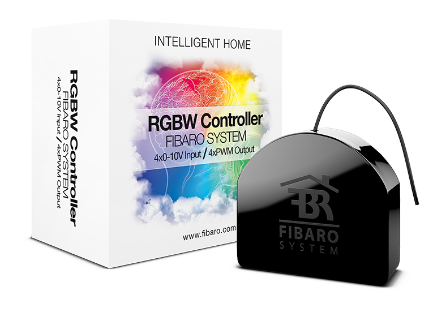 INTELLIGENT HOME
RGBW Controller
FIBARO SYSTEM
4x0-10V Input / 4xPWM Output
www.fibaro.com
RGBW Controller
FIBARO SYSTEM
4x0-10V Input / 4xPWM Output
FIBARO
SYSTEM